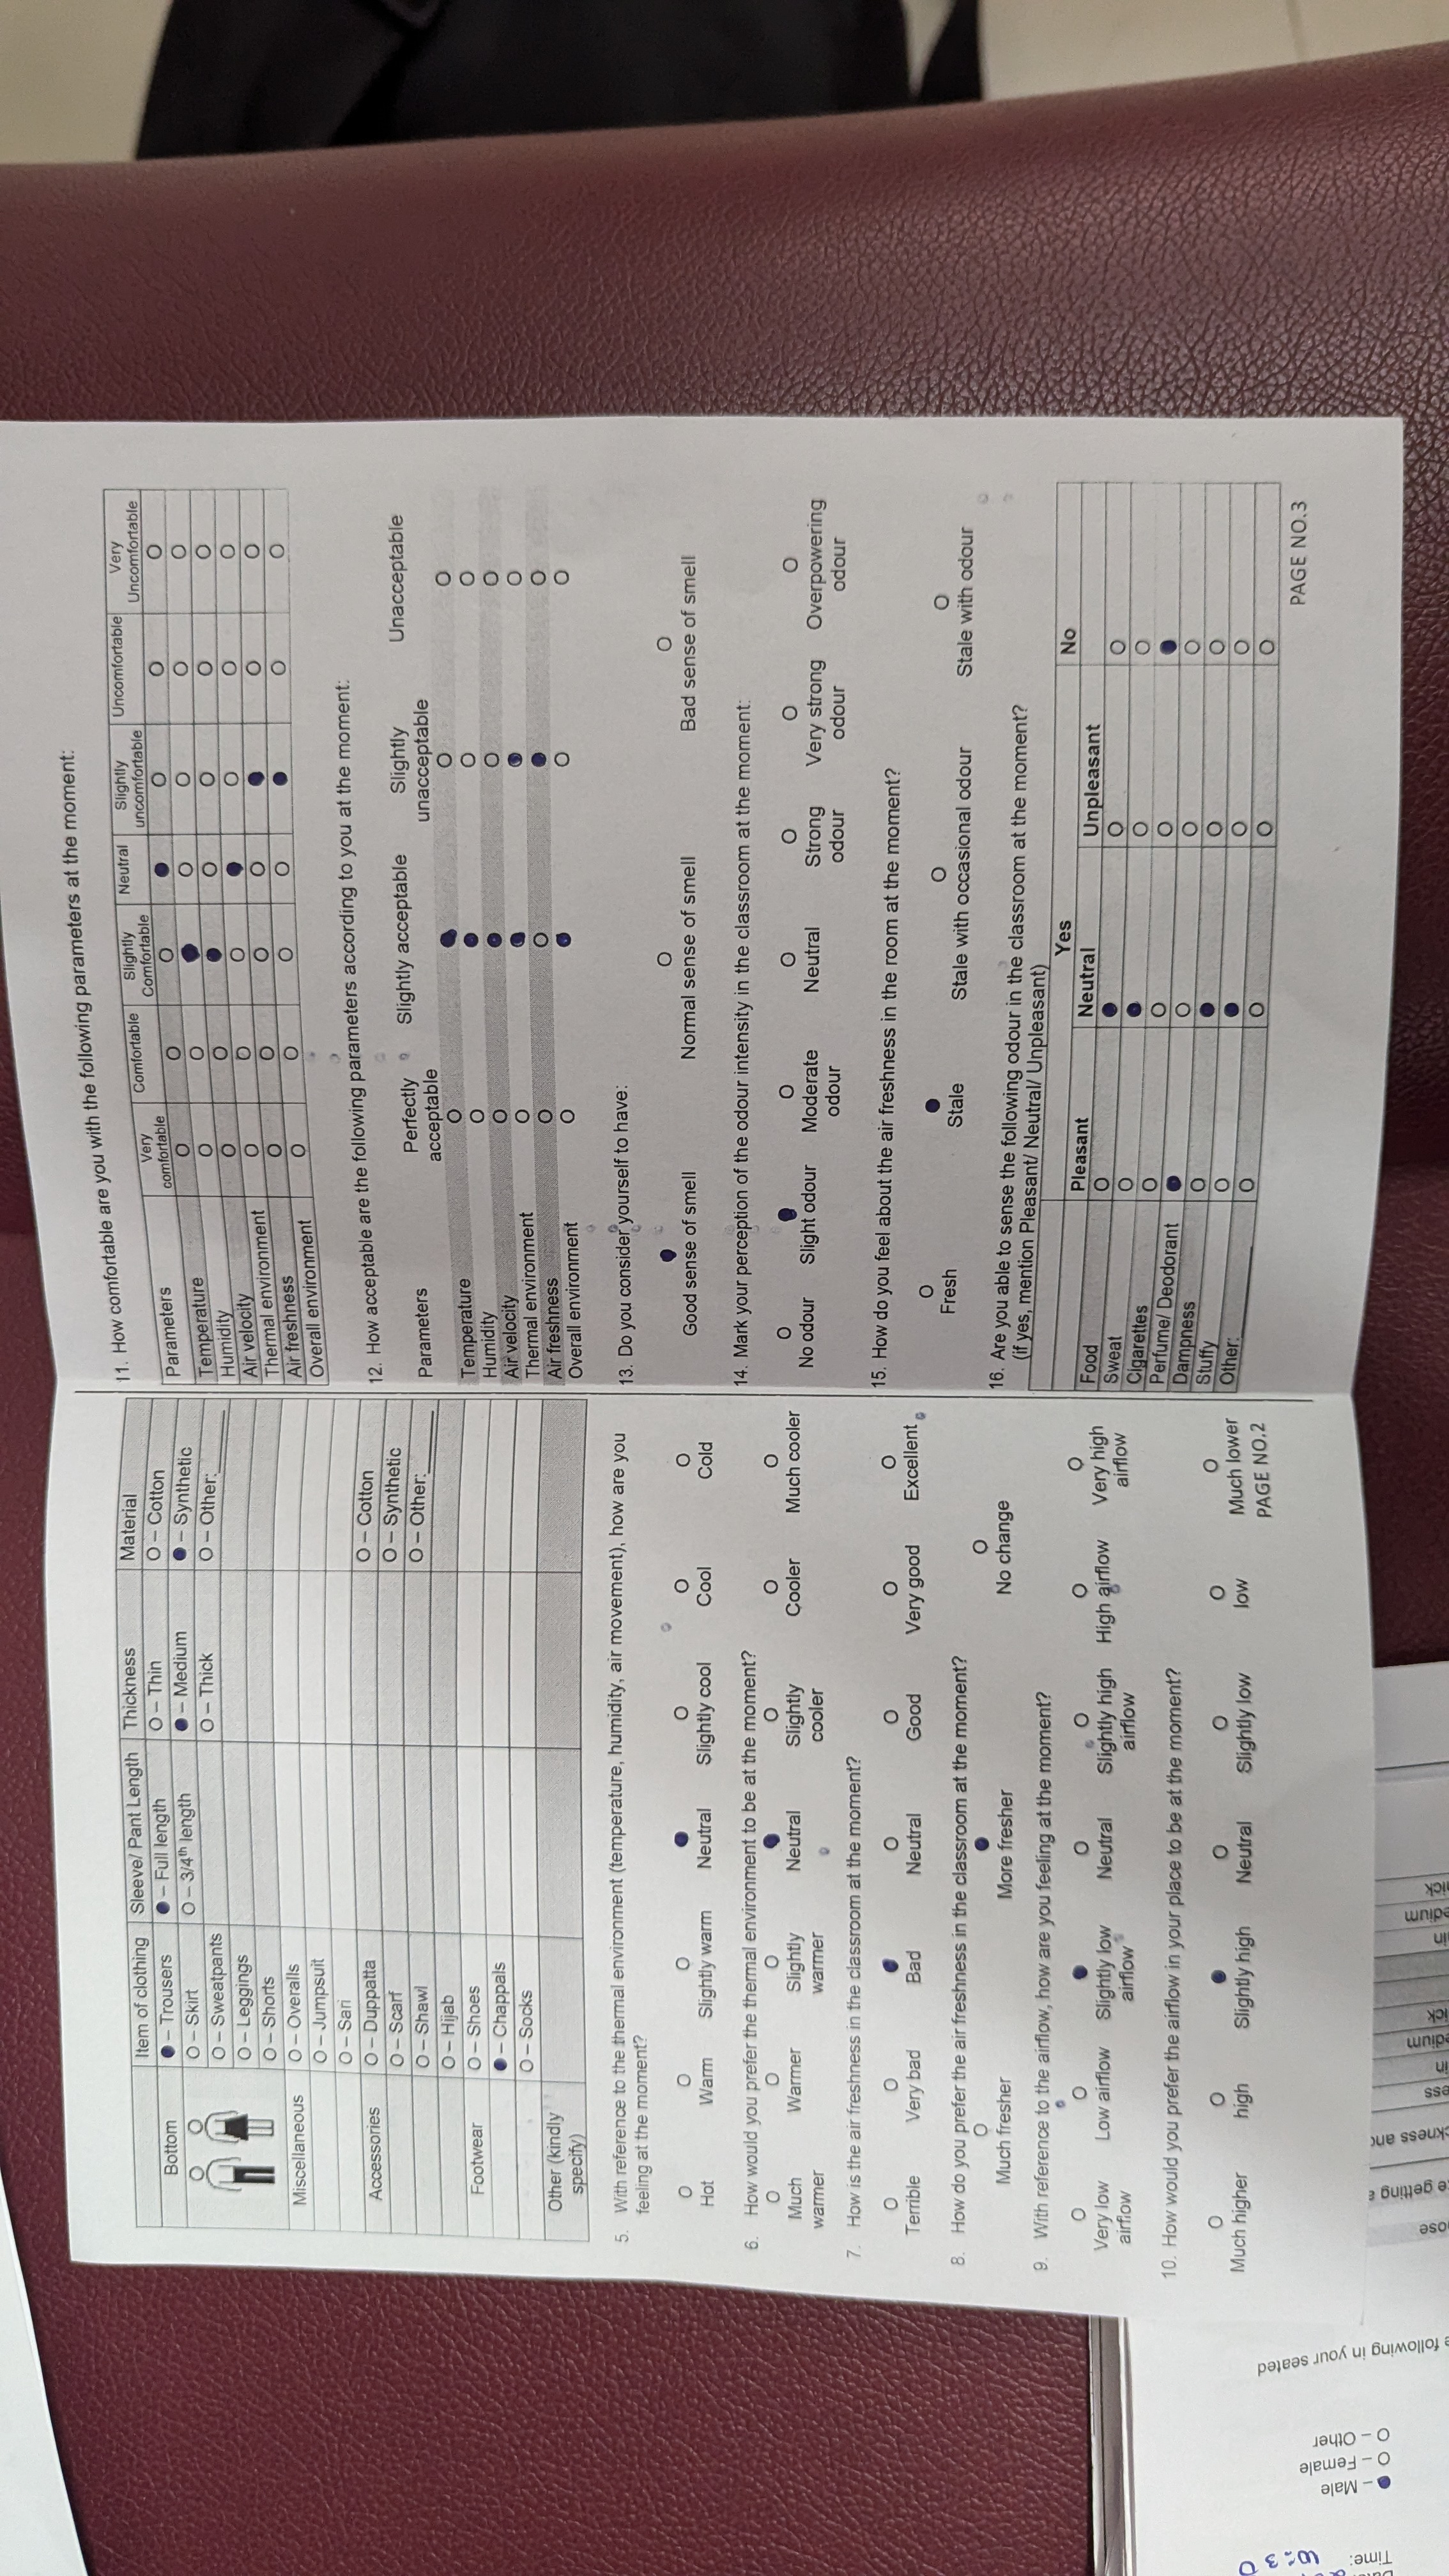 Item of clothing Sleeve/ Pant Length Thickness Material
Bottom ● – Trousers ● – Full length O – Thin O – Cotton
O – Skirt O – 3/4th length ● – Medium ● – Synthetic
O – Sweatpants O – Thick O – Other:____
O – Leggings
O – Shorts
Miscellaneous O – Overalls
O – Jumpsuit
O – Sari
Accessories O – Duppatta O – Cotton
O – Scarf O – Synthetic
O – Shawl O – Other:____
O – Hijab
Footwear O – Shoes
● – Chappals
O – Socks
Other (kindly specify)
5. With reference to the thermal environment (temperature, humidity, air movement), how are you
feeling at the moment?
O O O ● O O O
Hot Warm Slightly warm Neutral Slightly cool Cool Cold
6. How would you prefer the thermal environment to be at the moment?
O O O ● O O O
Much warmer Warmer Slightly warmer Neutral Slightly cooler Cooler Much cooler
7. How is the air freshness in the classroom at the moment?
O O ● O O O O
Terrible Very bad Bad Neutral Good Very good Excellent
8. How do you prefer the air freshness in the classroom at the moment?
O ● O
Much fresher More fresher No change
9. With reference to the airflow, how are you feeling at the moment?
O O ● O O O O
Very low airflow Low airflow Slightly low airflow Neutral Slightly high airflow High airflow Very high airflow
10. How would you prefer the airflow in your place to be at the moment?
O O ● O O O O
Much higher high Slightly high Neutral Slightly low low Much lower
PAGE NO.2
11. How comfortable are you with the following parameters at the moment:
Parameters Very comfortable Comfortable Slightly Comfortable Neutral Slightly uncomfortable Uncomfortable Very Uncomfortable
Temperature O O O ● O O O
Humidity O O ● O O O O
Air velocity O O ● O O O O
Thermal environment O O O ● O O O
Air freshness O O O O ● O O
Overall environment O O O O ● O O
12. How acceptable are the following parameters according to you at the moment:
Parameters Perfectly acceptable Slightly acceptable Slightly unacceptable Unacceptable
Temperature O ● O O
Humidity O ● O O
Air velocity O ● O O
Thermal environment O ● ● O
Air freshness O O ● O
Overall environment O ● O O
13. Do you consider yourself to have:
● O O
Good sense of smell Normal sense of smell Bad sense of smell
14. Mark your perception of the odour intensity in the classroom at the moment:
O ● O O O O O
No odour Slight odour Moderate odour Neutral Strong odour Very strong odour Overpowering odour
15. How do you feel about the air freshness in the room at the moment?
O ● O O
Fresh Stale Stale with occasional odour Stale with odour
16. Are you able to sense the following odour in the classroom at the moment?
(if yes, mention Pleasant/ Neutral/ Unpleasant)
Yes No
Pleasant Neutral Unpleasant
Food O ● O O
Sweat O ● O O
Cigarettes O O O ●
Perfume/ Deodorant ● O O O
Dampness O ● O O
Stuffy O ● O O
Other:____ O O O O
PAGE NO.3
Time:
● – Male
O – Female
O – Other
following in your seated